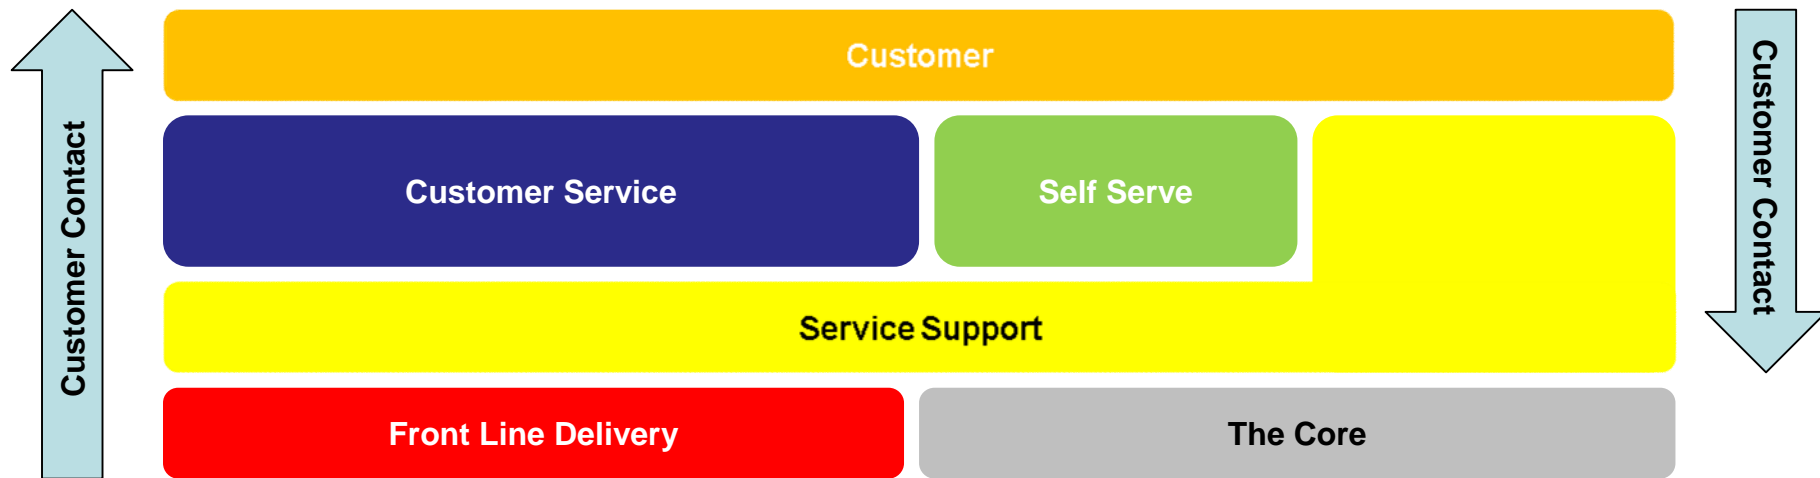 Customer Contact
Customer
Customer Service
Self Serve
Service Support
Front Line Delivery
The Core
Customer Contact